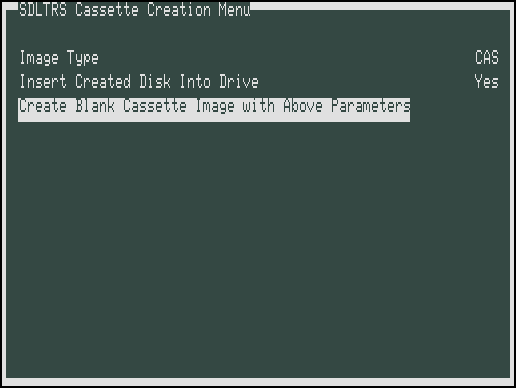 SDLTRS Cassette Creation Menu
Image Type CAS
Insert Created Disk Into Drive Yes
Create Blank Cassette Image with Above Parameters